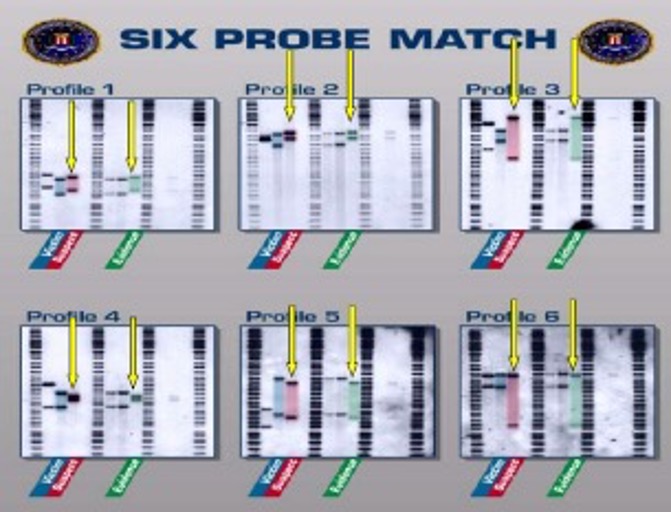 SIX PROBE MATCH
Profile 1
Profile 2
Profile 3
Victim
Suspect
Evidence
Victim
Suspect
Evidence
Victim
Suspect
Evidence
Profile 4
Profile 5
Profile 6
Victim
Suspect
Evidence
Victim
Suspect
Evidence
Victim
Suspect
Evidence